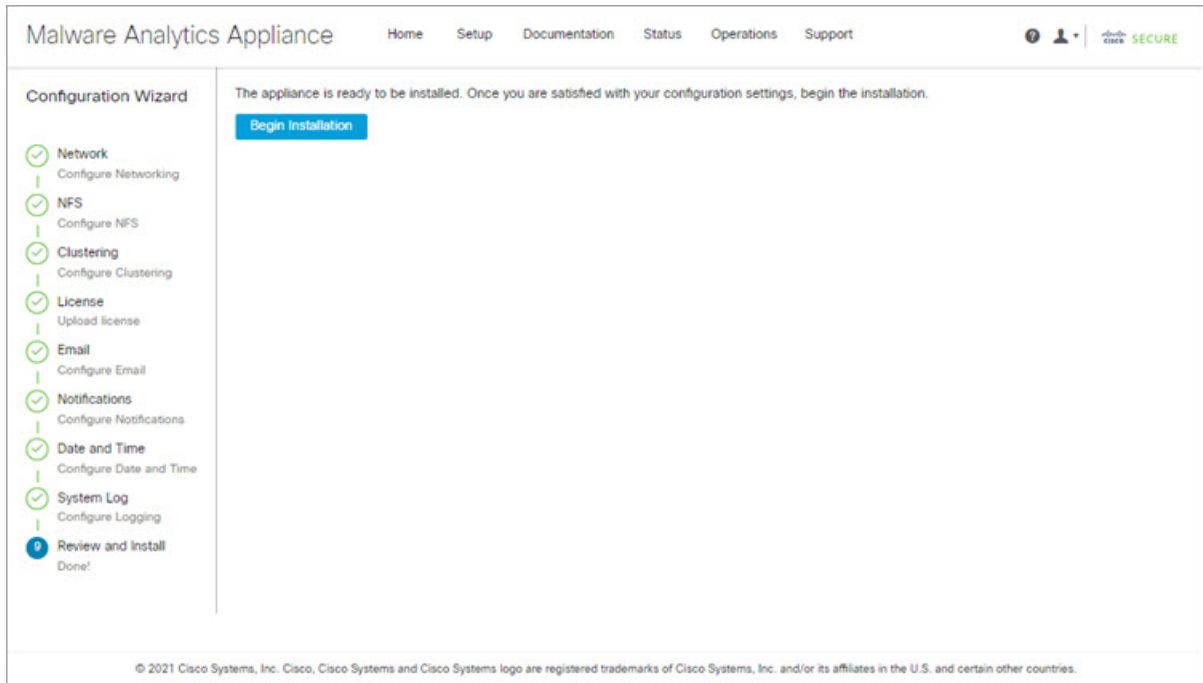 Malware Analytics Appliance
Home Setup Documentation Status Operations Support
? CISCO SECURE
Configuration Wizard
The appliance is ready to be installed. Once you are satisfied with your configuration settings, begin the installation.
Begin Installation
Network
Configure Networking
NFS
Configure NFS
Clustering
Configure Clustering
License
Upload license
Email
Configure Email
Notifications
Configure Notifications
Date and Time
Configure Date and Time
System Log
Configure Logging
9 Review and Install
Done!
© 2021 Cisco Systems, Inc. Cisco, Cisco Systems and Cisco Systems logo are registered trademarks of Cisco Systems, Inc. and/or its affiliates in the U.S. and certain other countries.